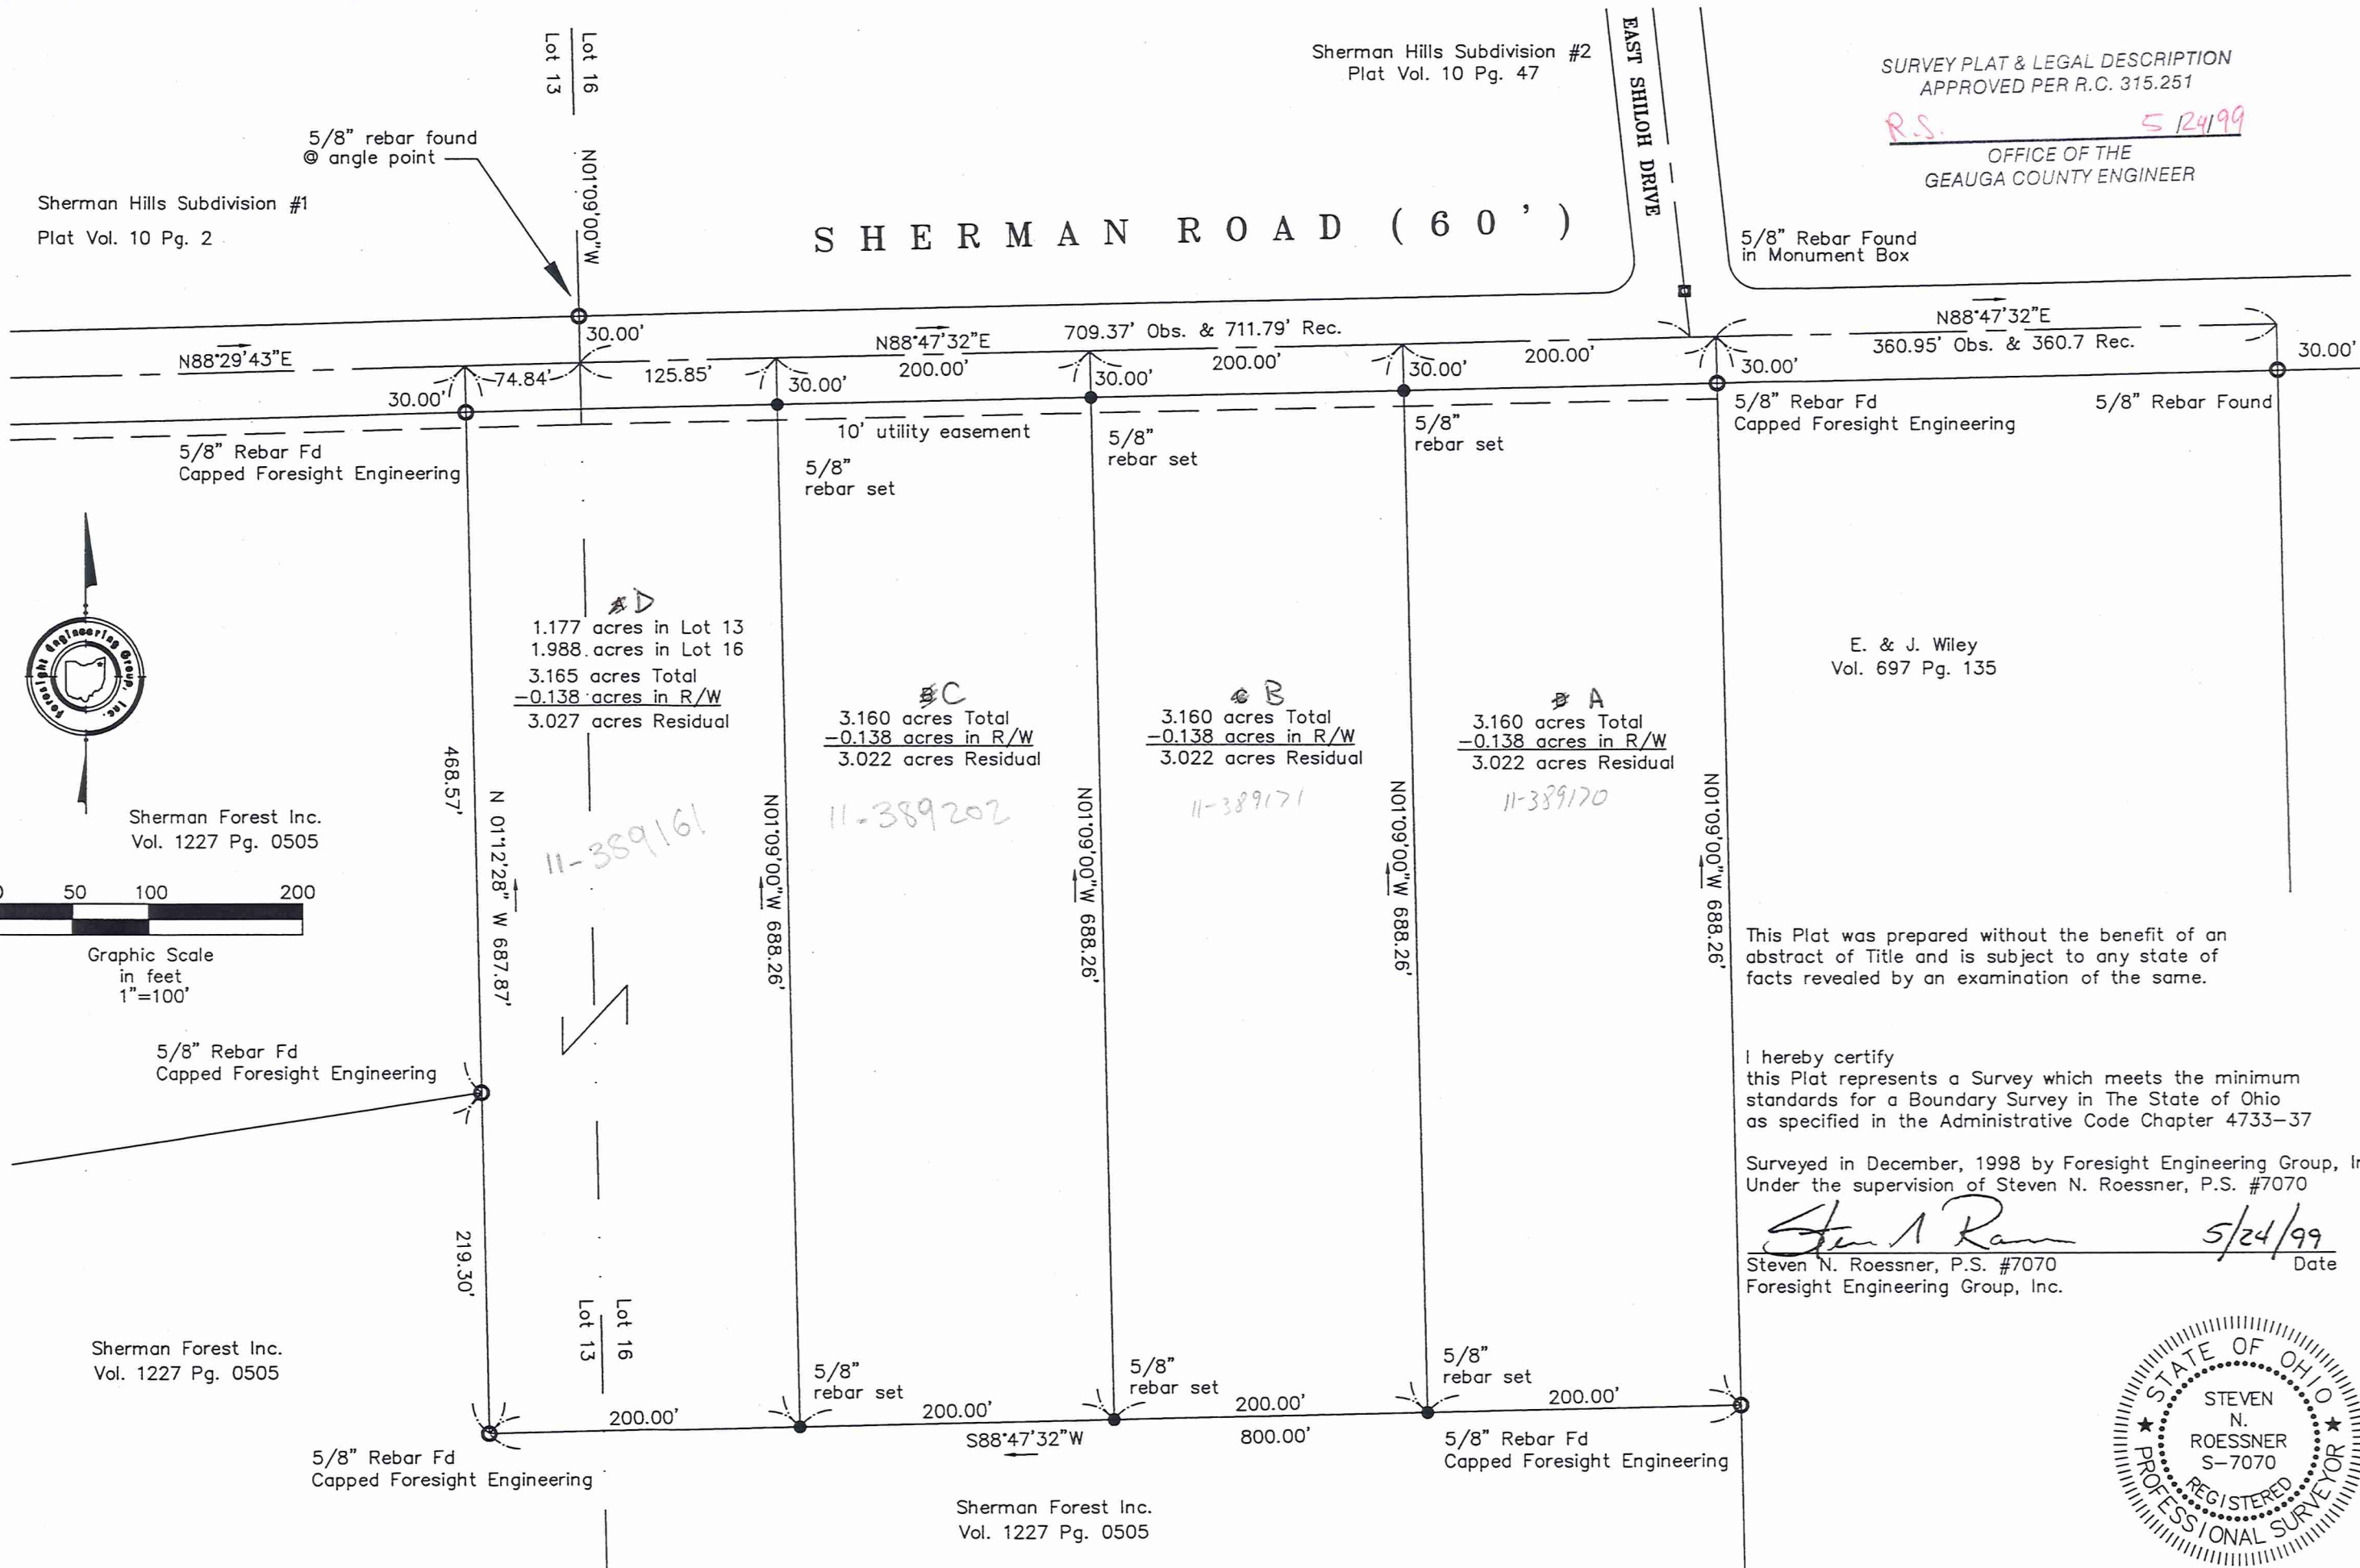 Lot 16
Lot 13
N01°09'00"W
Sherman Hills Subdivision #2
Plat Vol. 10 Pg. 47
EAST SHILOH DRIVE
SURVEY PLAT & LEGAL DESCRIPTION
APPROVED PER R.C. 315.251
R.S. 5/24/99
OFFICE OF THE
GEAUGA COUNTY ENGINEER
5/8" rebar found
@ angle point
Sherman Hills Subdivision #1
Plat Vol. 10 Pg. 2
SHERMAN ROAD (60')
5/8" Rebar Found
in Monument Box
30.00'
N88°47'32"E
709.37' Obs. & 711.79' Rec.
N88°47'32"E
360.95' Obs. & 360.7 Rec.
30.00'
N88°29'43"E
74.84'
125.85'
200.00'
200.00'
200.00'
30.00'
30.00'
30.00'
30.00'
30.00'
10' utility easement
5/8" Rebar Fd
Capped Foresight Engineering
5/8"
rebar set
5/8"
rebar set
5/8"
rebar set
5/8" Rebar Fd
Capped Foresight Engineering
5/8" Rebar Found
Foresight Engineering Group, Inc.
A D
1.177 acres in Lot 13
1.988 acres in Lot 16
3.165 acres Total
-0.138 acres in R/W
3.027 acres Residual
11-389161
B C
3.160 acres Total
-0.138 acres in R/W
3.022 acres Residual
11-389202
C B
3.160 acres Total
-0.138 acres in R/W
3.022 acres Residual
11-389171
D A
3.160 acres Total
-0.138 acres in R/W
3.022 acres Residual
11-389170
E. & J. Wiley
Vol. 697 Pg. 135
468.57'
N 01°12'28" W 687.87'
N01°09'00"W 688.26'
N01°09'00"W 688.26'
N01°09'00"W 688.26'
N01°09'00"W 688.26'
Sherman Forest Inc.
Vol. 1227 Pg. 0505
0 50 100 200
Graphic Scale
in feet
1"=100'
5/8" Rebar Fd
Capped Foresight Engineering
This Plat was prepared without the benefit of an
abstract of Title and is subject to any state of
facts revealed by an examination of the same.
I hereby certify
this Plat represents a Survey which meets the minimum
standards for a Boundary Survey in The State of Ohio
as specified in the Administrative Code Chapter 4733-37
Surveyed in December, 1998 by Foresight Engineering Group, In
Under the supervision of Steven N. Roessner, P.S. #7070
5/24/99
Steven N. Roessner, P.S. #7070 Date
Foresight Engineering Group, Inc.
219.30'
Lot 16
Lot 13
Sherman Forest Inc.
Vol. 1227 Pg. 0505
5/8"
rebar set
5/8"
rebar set
5/8"
rebar set
200.00'
200.00'
200.00'
200.00'
S88°47'32"W
800.00'
5/8" Rebar Fd
Capped Foresight Engineering
5/8" Rebar Fd
Capped Foresight Engineering
Sherman Forest Inc.
Vol. 1227 Pg. 0505
STATE OF OHIO
STEVEN
N.
ROESSNER
S-7070
REGISTERED
PROFESSIONAL SURVEYOR